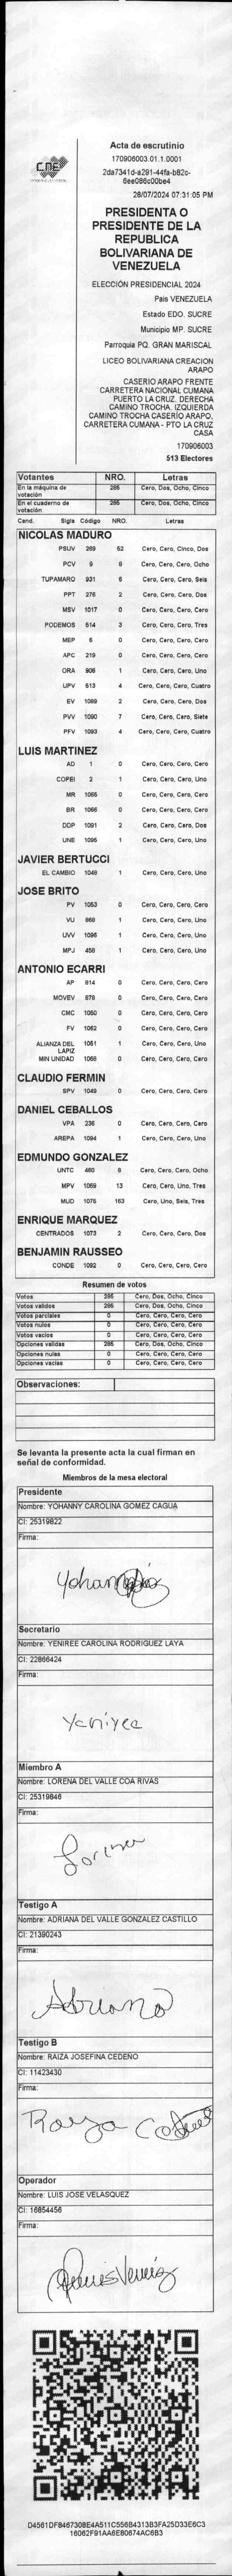 CNE
Acta de escrutinio
170906003.01.1.0001
2da7341d-a291-44fa-b82c-
6ee086c00be4
28/07/2024 07:31:05 PM
PRESIDENTA O
PRESIDENTE DE LA
REPUBLICA
BOLIVARIANA DE
VENEZUELA
ELECCIÓN PRESIDENCIAL 2024
País VENEZUELA
Estado EDO. SUCRE
Municipio MP. SUCRE
Parroquia PQ. GRAN MARISCAL
LICEO BOLIVARIANA CREACION
ARAPO
CASERIO ARAPO FRENTE
CARRETERA NACIONAL CUMANA
PUERTO LA CRUZ. DERECHA
CAMINO TROCHA. IZQUIERDA
CAMINO TROCHA CASERÍO ARAPO.
CARRETERA CUMANA - PTO LA CRUZ
CASA
170906003
513 Electores
Votantes NRO. Letras
En la máquina de votación 285 Cero, Dos, Ocho, Cinco
En el cuaderno de votación 285 Cero, Dos, Ocho, Cinco
Cand. Sigla Código NRO. Letras
NICOLAS MADURO
PSUV 269 52 Cero, Cero, Cinco, Dos
PCV 9 8 Cero, Cero, Cero, Ocho
TUPAMARO 931 6 Cero, Cero, Cero, Seis
PPT 276 2 Cero, Cero, Cero, Dos
MSV 1017 0 Cero, Cero, Cero, Cero
PODEMOS 514 3 Cero, Cero, Cero, Tres
MEP 6 0 Cero, Cero, Cero, Cero
APC 219 0 Cero, Cero, Cero, Cero
ORA 906 1 Cero, Cero, Cero, Uno
UPV 513 4 Cero, Cero, Cero, Cuatro
EV 1089 2 Cero, Cero, Cero, Dos
PVV 1090 7 Cero, Cero, Cero, Siete
PFV 1093 4 Cero, Cero, Cero, Cuatro
LUIS MARTINEZ
AD 1 0 Cero, Cero, Cero, Cero
COPEI 2 1 Cero, Cero, Cero, Uno
MR 1065 0 Cero, Cero, Cero, Cero
BR 1066 0 Cero, Cero, Cero, Cero
DDP 1091 2 Cero, Cero, Cero, Dos
UNE 1095 1 Cero, Cero, Cero, Uno
JAVIER BERTUCCI
EL CAMBIO 1048 1 Cero, Cero, Cero, Uno
JOSE BRITO
PV 1053 0 Cero, Cero, Cero, Cero
VU 868 1 Cero, Cero, Cero, Uno
UVV 1096 1 Cero, Cero, Cero, Uno
MPJ 458 1 Cero, Cero, Cero, Uno
ANTONIO ECARRI
AP 814 0 Cero, Cero, Cero, Cero
MOVEV 878 0 Cero, Cero, Cero, Cero
CMC 1050 0 Cero, Cero, Cero, Cero
FV 1062 0 Cero, Cero, Cero, Cero
ALIANZA DEL LAPIZ 1051 1 Cero, Cero, Cero, Uno
MIN UNIDAD 1068 0 Cero, Cero, Cero, Cero
CLAUDIO FERMIN
SPV 1049 0 Cero, Cero, Cero, Cero
DANIEL CEBALLOS
VPA 236 0 Cero, Cero, Cero, Cero
AREPA 1094 1 Cero, Cero, Cero, Uno
EDMUNDO GONZALEZ
UNTC 460 8 Cero, Cero, Cero, Ocho
MPV 1069 13 Cero, Cero, Uno, Tres
MUD 1076 163 Cero, Uno, Seis, Tres
ENRIQUE MARQUEZ
CENTRADOS 1073 2 Cero, Cero, Cero, Dos
BENJAMIN RAUSSEO
CONDE 1092 0 Cero, Cero, Cero, Cero
Resumen de votos
Votos 285 Cero, Dos, Ocho, Cinco
Votos validos 285 Cero, Dos, Ocho, Cinco
Votos parciales 0 Cero, Cero, Cero, Cero
Votos nulos 0 Cero, Cero, Cero, Cero
Votos vacios 0 Cero, Cero, Cero, Cero
Opciones validas 285 Cero, Dos, Ocho, Cinco
Opciones nulas 0 Cero, Cero, Cero, Cero
Opciones vacias 0 Cero, Cero, Cero, Cero
Observaciones:
Se levanta la presente acta la cual firman en
señal de conformidad.
Miembros de la mesa electoral
Presidente
Nombre: YOHANNY CAROLINA GOMEZ CAGUA
CI: 25319822
Firma:
Secretario
Nombre: YENIREE CAROLINA RODRIGUEZ LAYA
CI: 22866424
Firma:
Yeniree
Miembro A
Nombre: LORENA DEL VALLE COA RIVAS
CI: 25319846
Firma:
Lorena
Testigo A
Nombre: ADRIANA DEL VALLE GONZALEZ CASTILLO
CI: 21390243
Firma:
Adriana
Testigo B
Nombre: RAIZA JOSEFINA CEDEÑO
CI: 11423430
Firma:
Operador
Nombre: LUIS JOSE VELASQUEZ
CI: 16854456
Firma:
D4561DF8467308E4A511C556B4313B3FA25D33E6C3
16062F91AA6E80674AC6B3